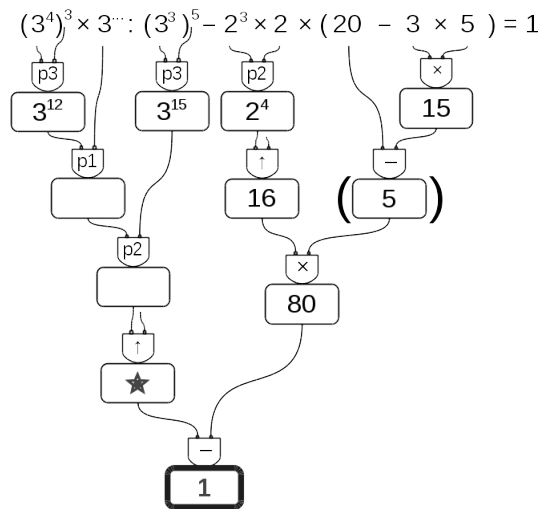 (3⁴)³ × 3^… : (3³)⁵ − 2³ × 2 × (20 − 3 × 5) = 1
p3 p3 p2 ×
3¹² 3¹⁵ 2⁴ 15
p1 ↑ −
16 (5)
p2 ×
80
↑
★
−
1